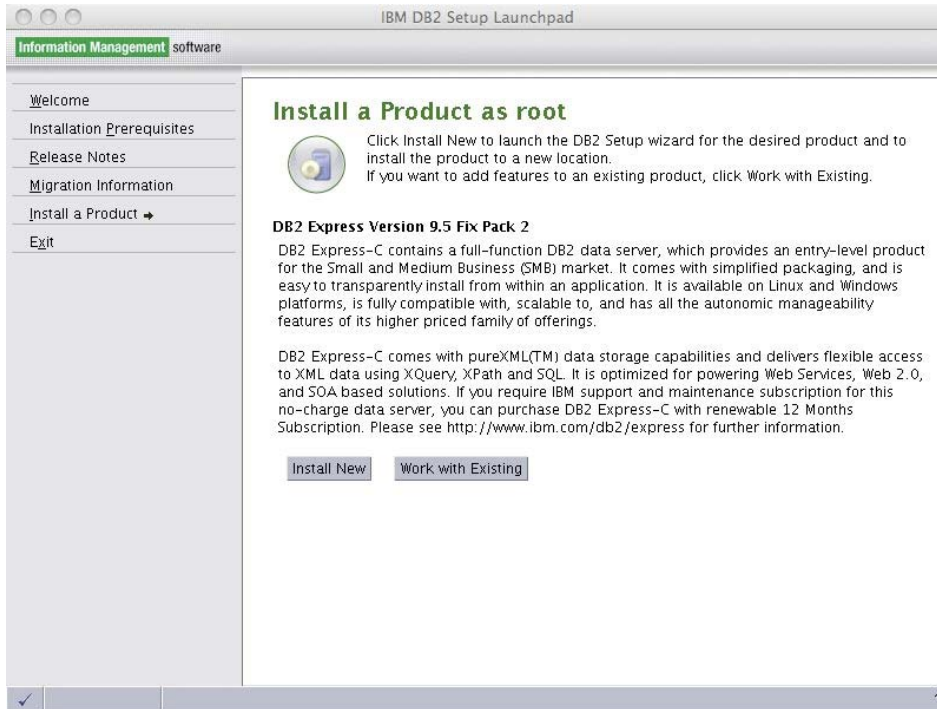 IBM DB2 Setup Launchpad
Information Management software
Welcome
Installation Prerequisites
Release Notes
Migration Information
Install a Product
Exit
Install a Product as root
Click Install New to launch the DB2 Setup wizard for the desired product and to
install the product to a new location.
If you want to add features to an existing product, click Work with Existing.
DB2 Express Version 9.5 Fix Pack 2
DB2 Express-C contains a full-function DB2 data server, which provides an entry-level product
for the Small and Medium Business (SMB) market. It comes with simplified packaging, and is
easy to transparently install from within an application. It is available on Linux and Windows
platforms, is fully compatible with, scalable to, and has all the autonomic manageability
features of its higher priced family of offerings.
DB2 Express-C comes with pureXML(TM) data storage capabilities and delivers flexible access
to XML data using XQuery, XPath and SQL. It is optimized for powering Web Services, Web 2.0,
and SOA based solutions. If you require IBM support and maintenance subscription for this
no-charge data server, you can purchase DB2 Express-C with renewable 12 Months
Subscription. Please see http://www.ibm.com/db2/express for further information.
Install New
Work with Existing